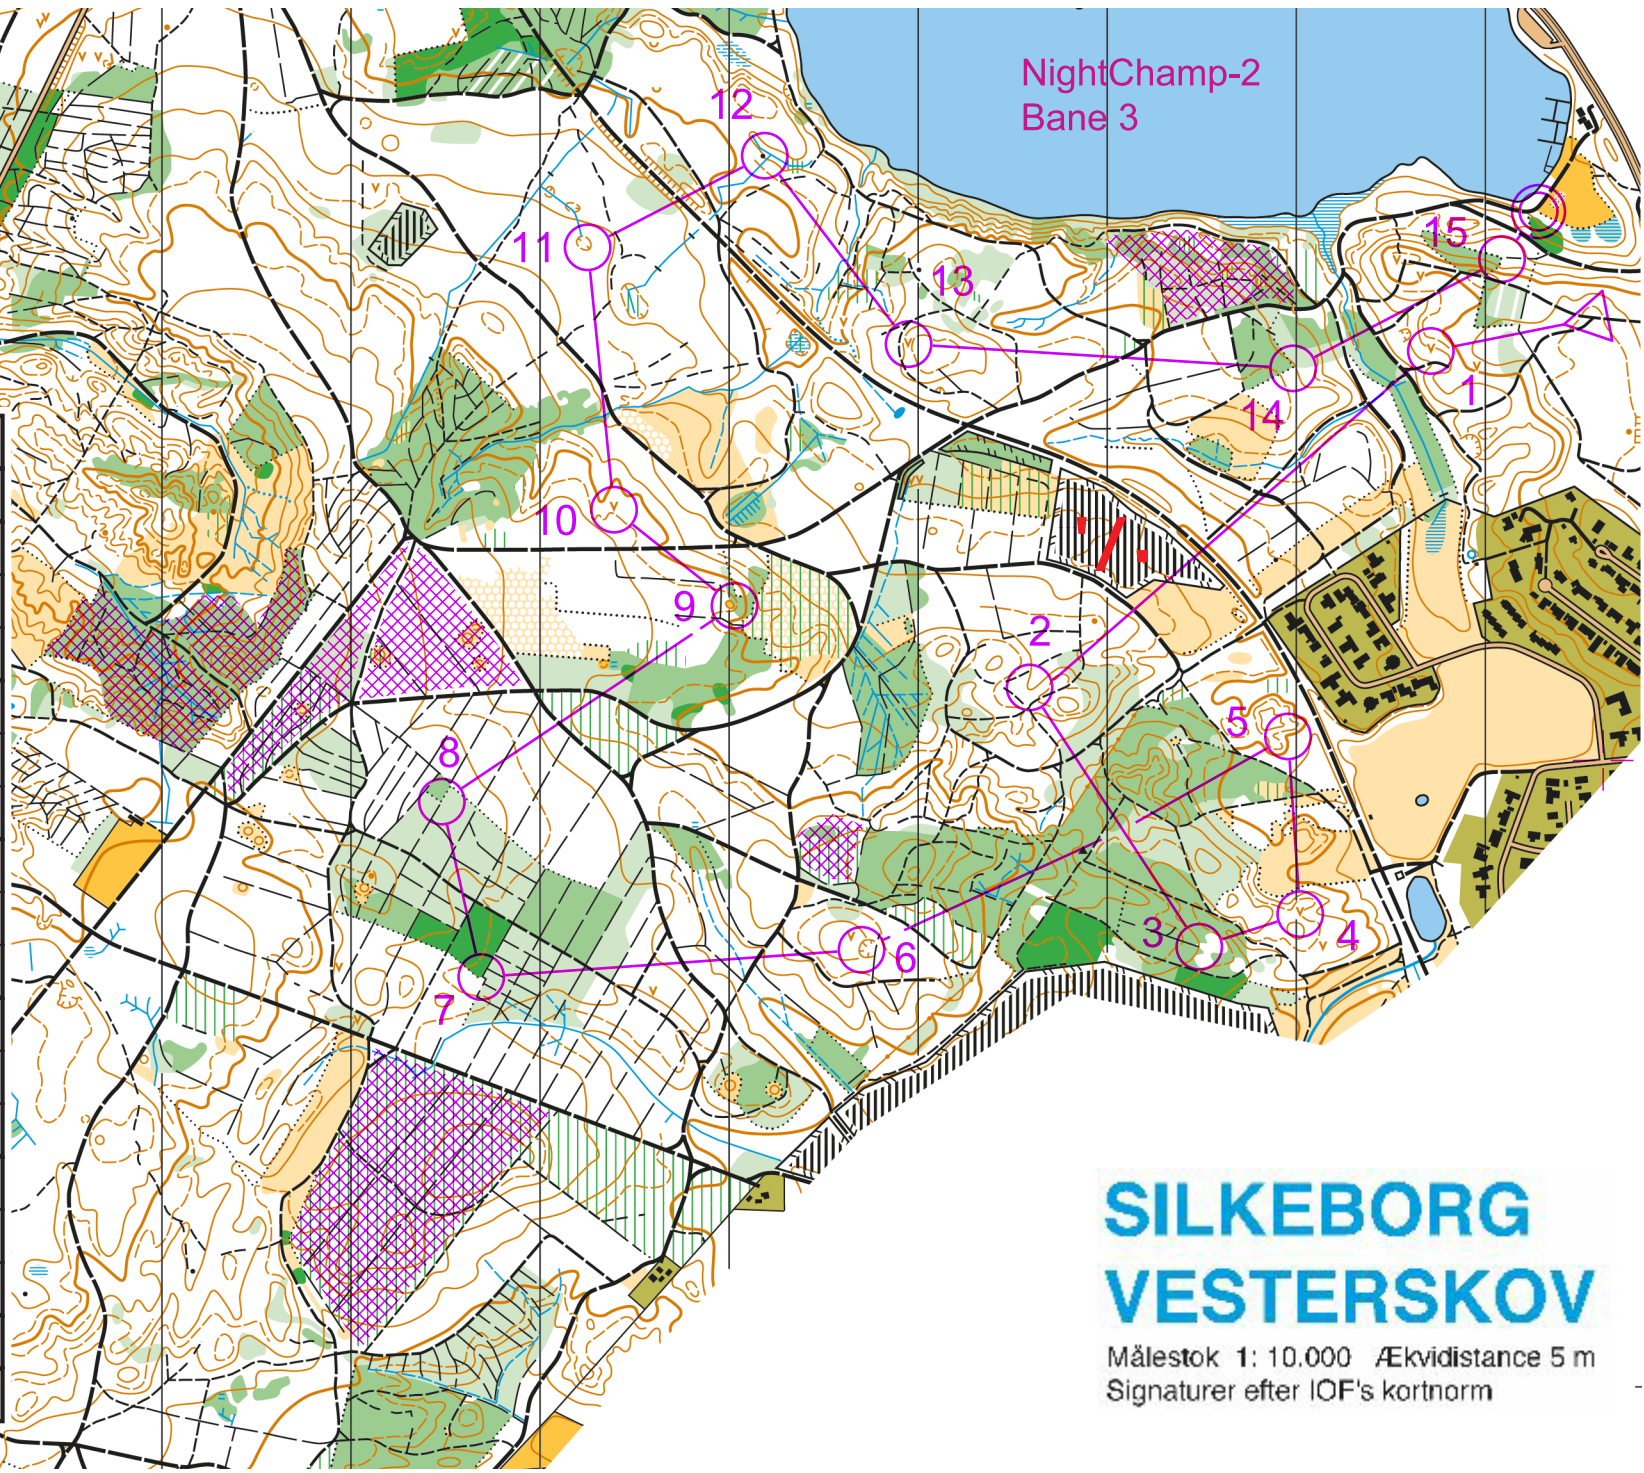 NightChamp-2
Bane 3
12
15
11
13
1
14
10
9
2
8
5
3
4
6
7
SILKEBORG
VESTERSKOV
Målestok 1: 10.000 Ækvidistance 5 m
Signaturer efter IOF's kortnorm